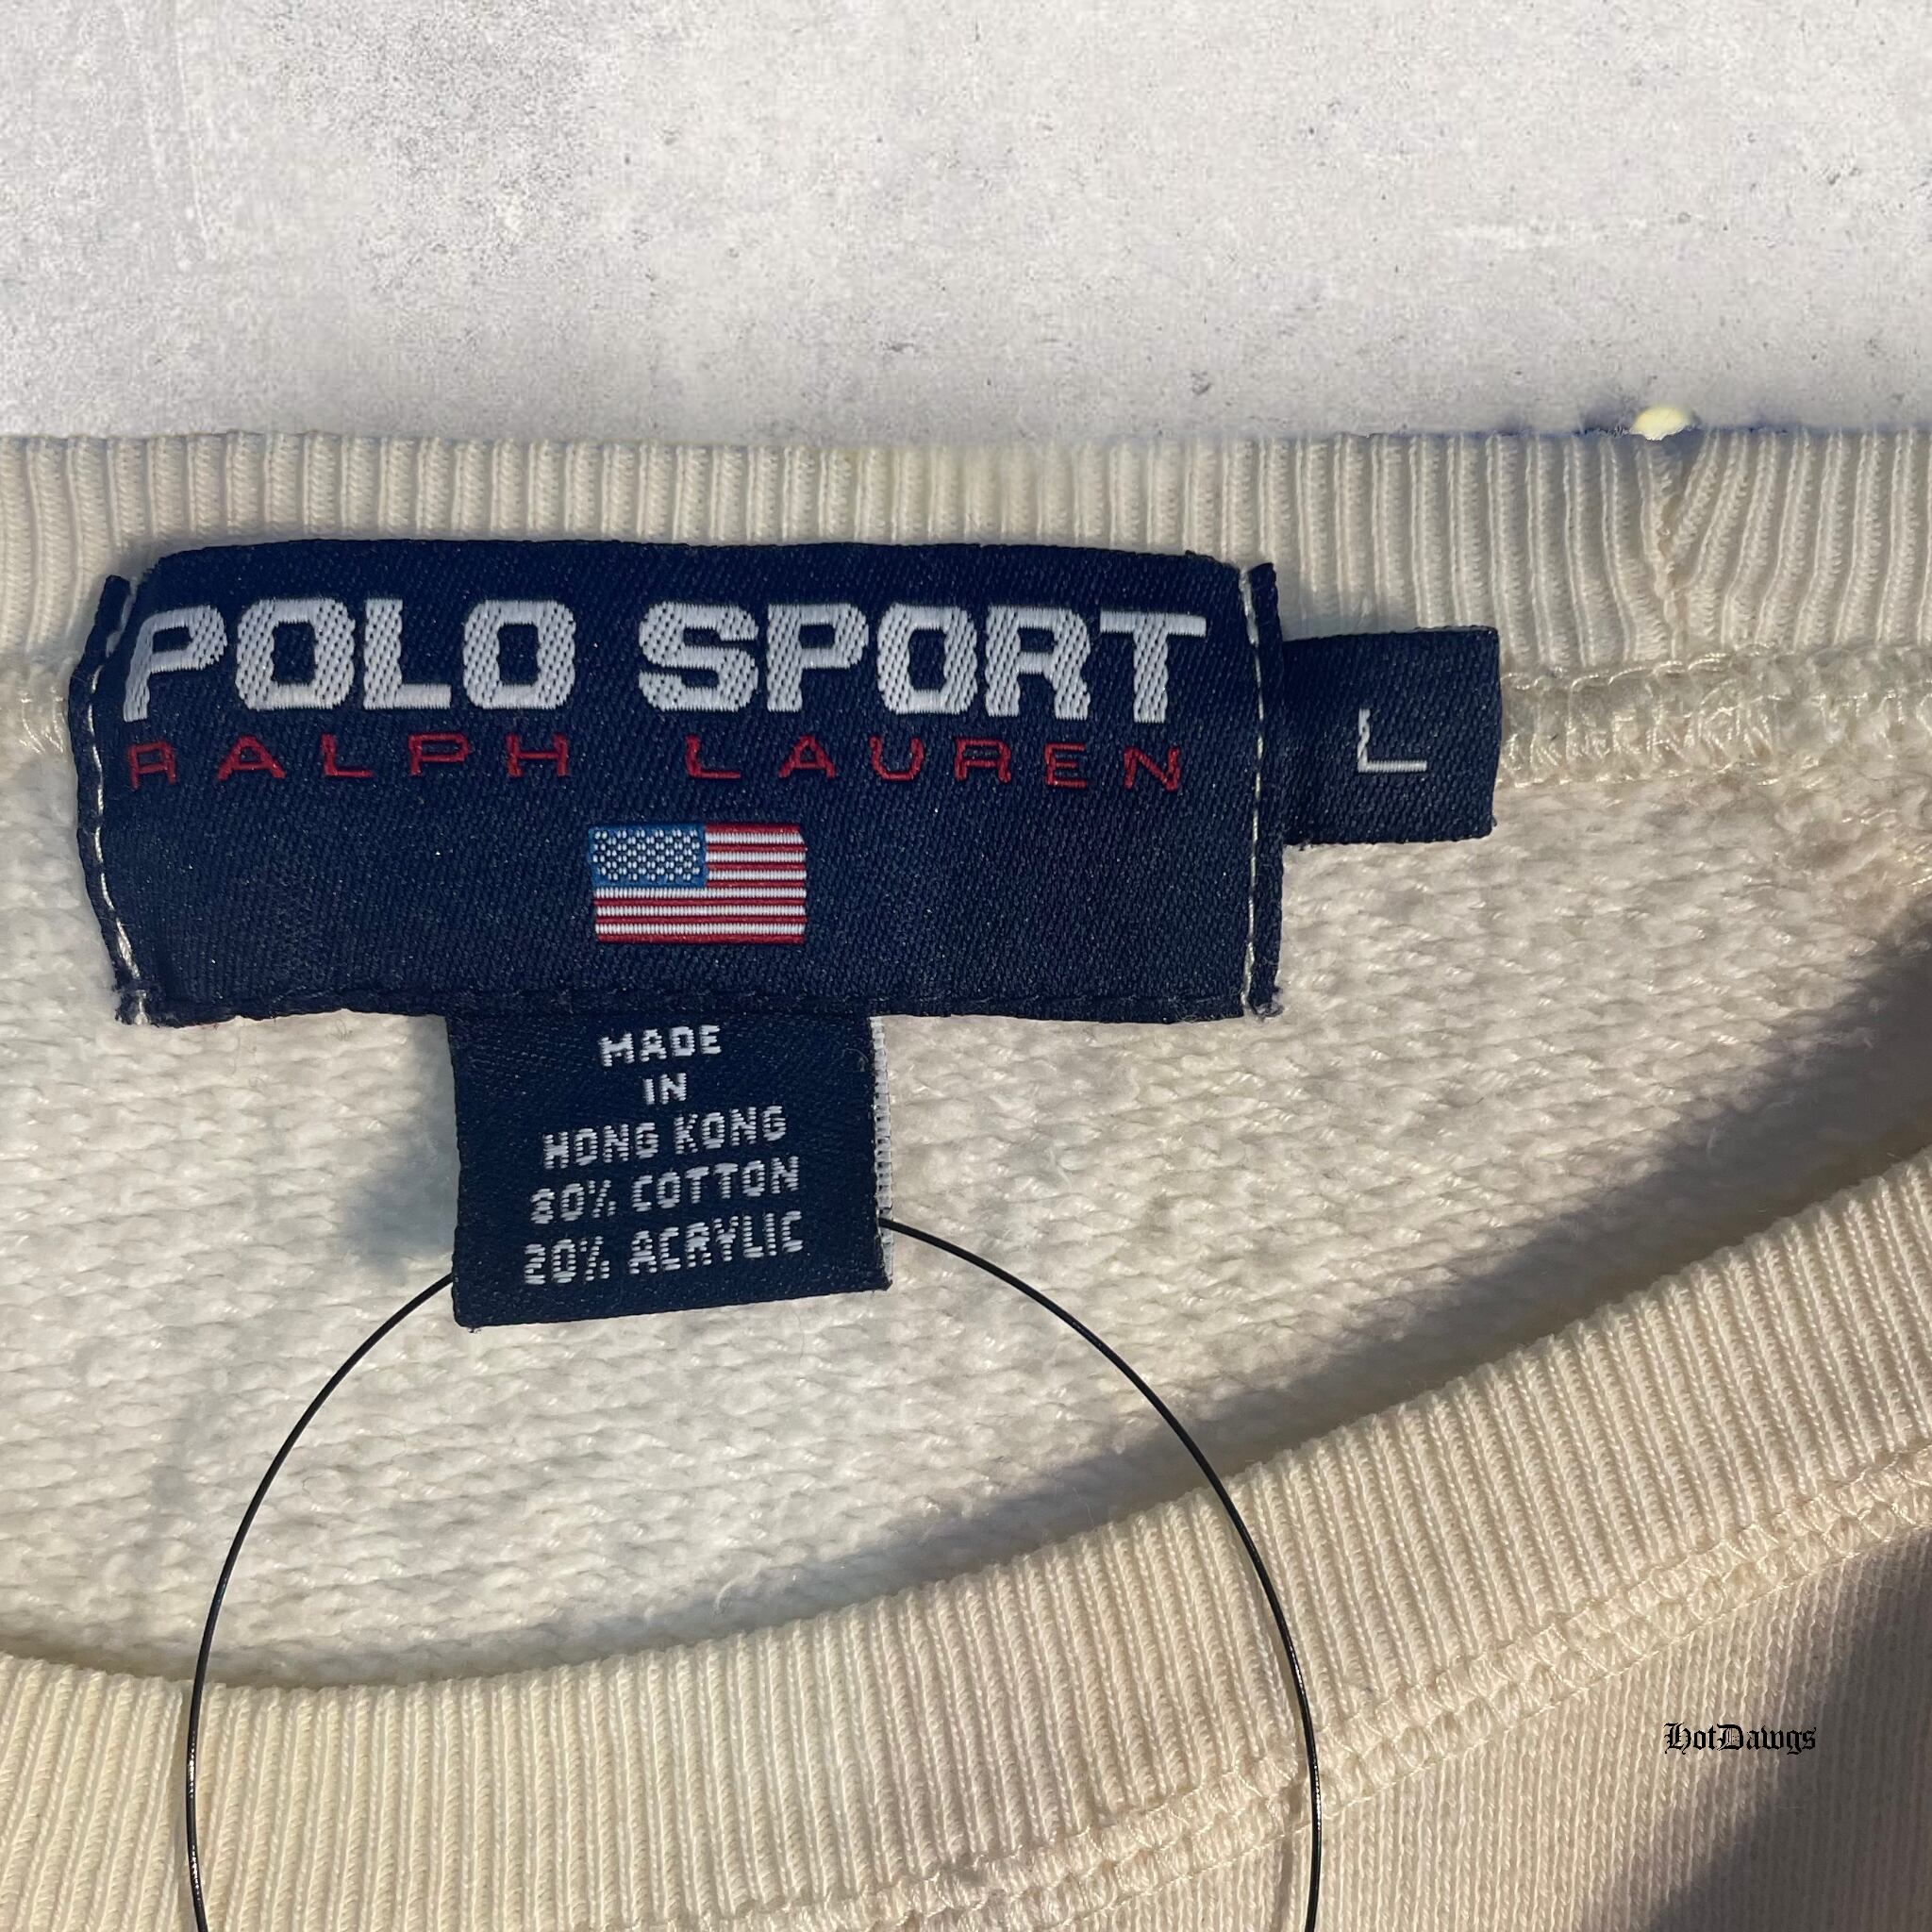 POLO SPORT
RALPH LAUREN
L
MADE
IN
HONG KONG
80% COTTON
20% ACRYLIC
HotDawgs